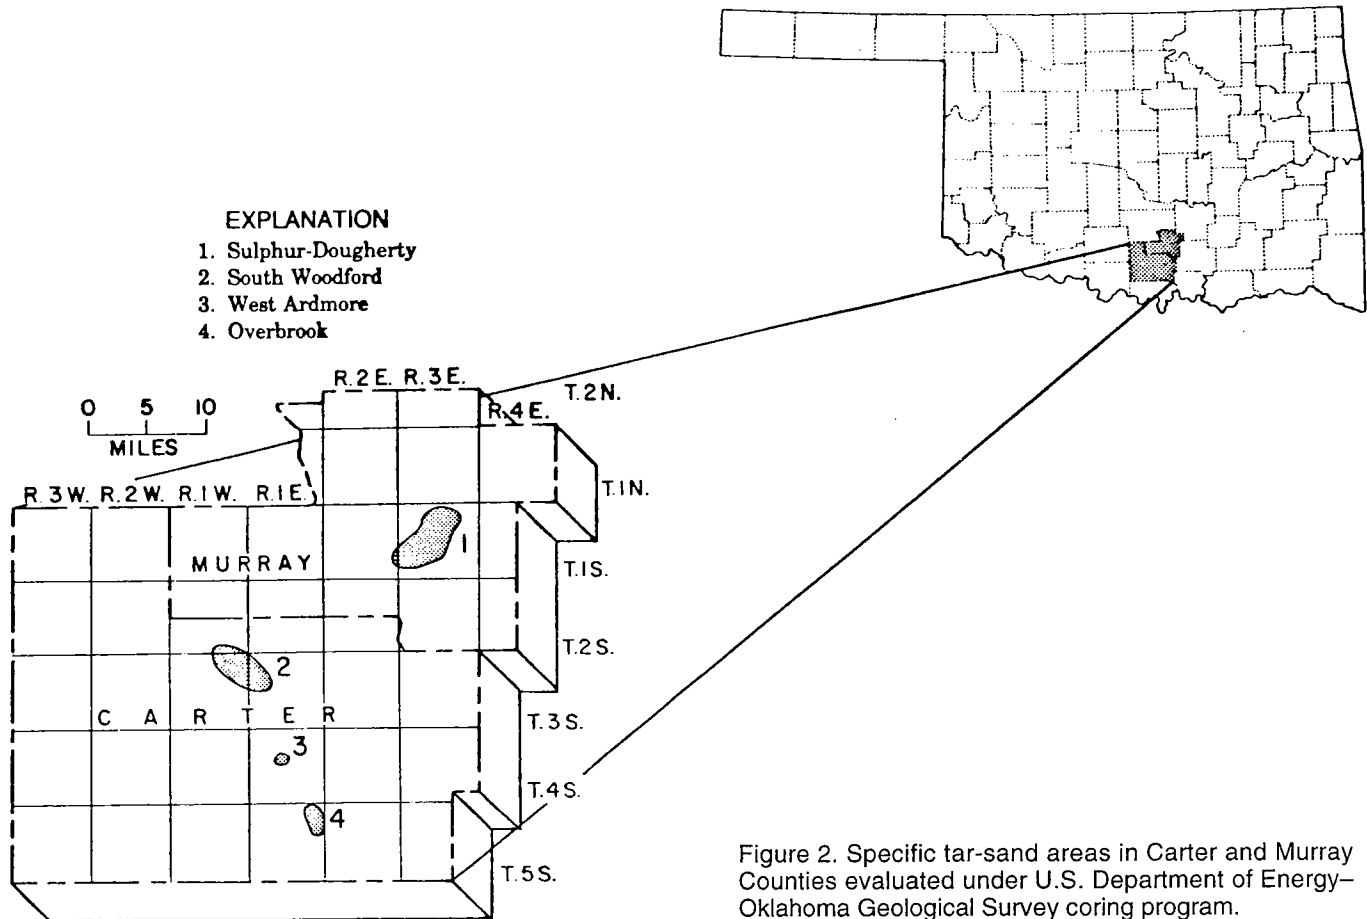 EXPLANATION
1. Sulphur-Dougherty
2. South Woodford
3. West Ardmore
4. Overbrook
R.2E. R.3E.
T.2N.
R.4E.
0 5 10
MILES
T.1N.
R.3W. R.2W. R.1W. R.1E.
1
MURRAY
T.1S.
T.2S.
2
CARTER
T.3S.
3
T.4S.
4
T.5S.
Figure 2. Specific tar-sand areas in Carter and Murray
Counties evaluated under U.S. Department of Energy–
Oklahoma Geological Survey coring program.